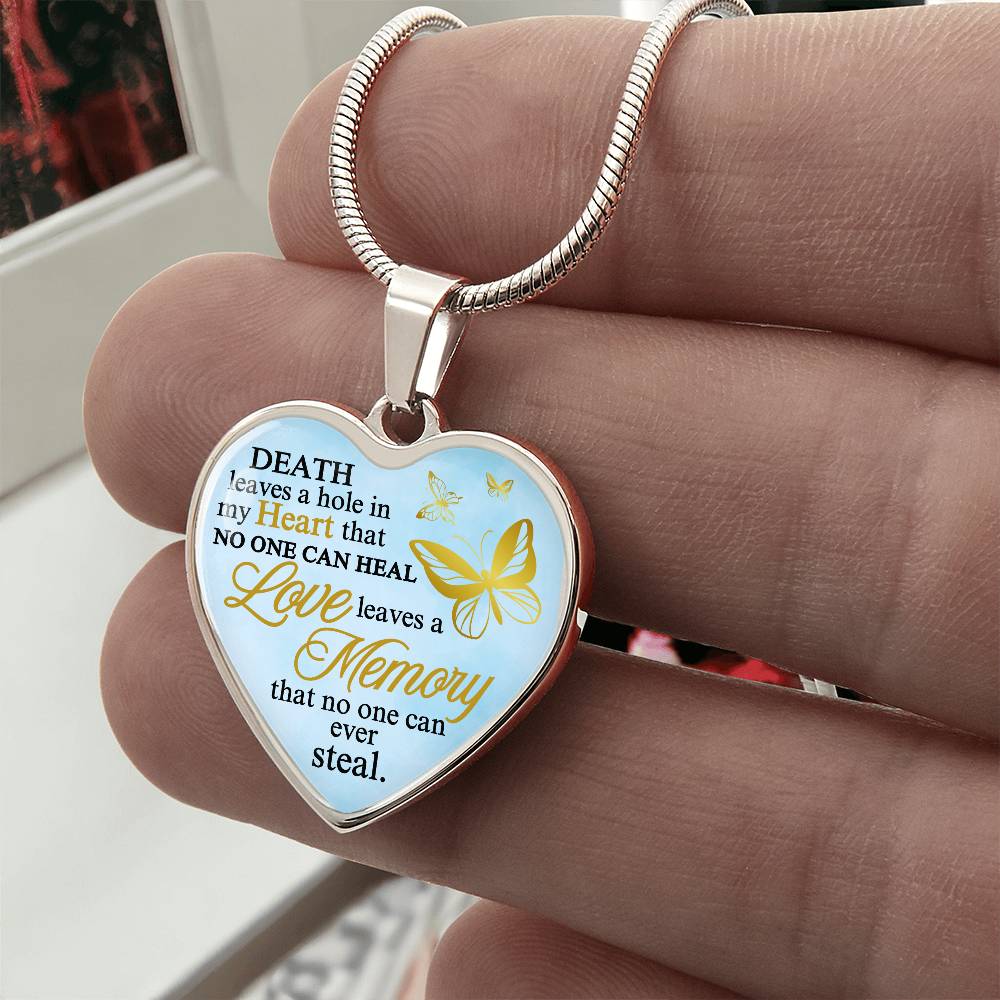 DEATH
leaves a hole in
my Heart that
NO ONE CAN HEAL
Love leaves a
Memory
that no one can
ever
steal.